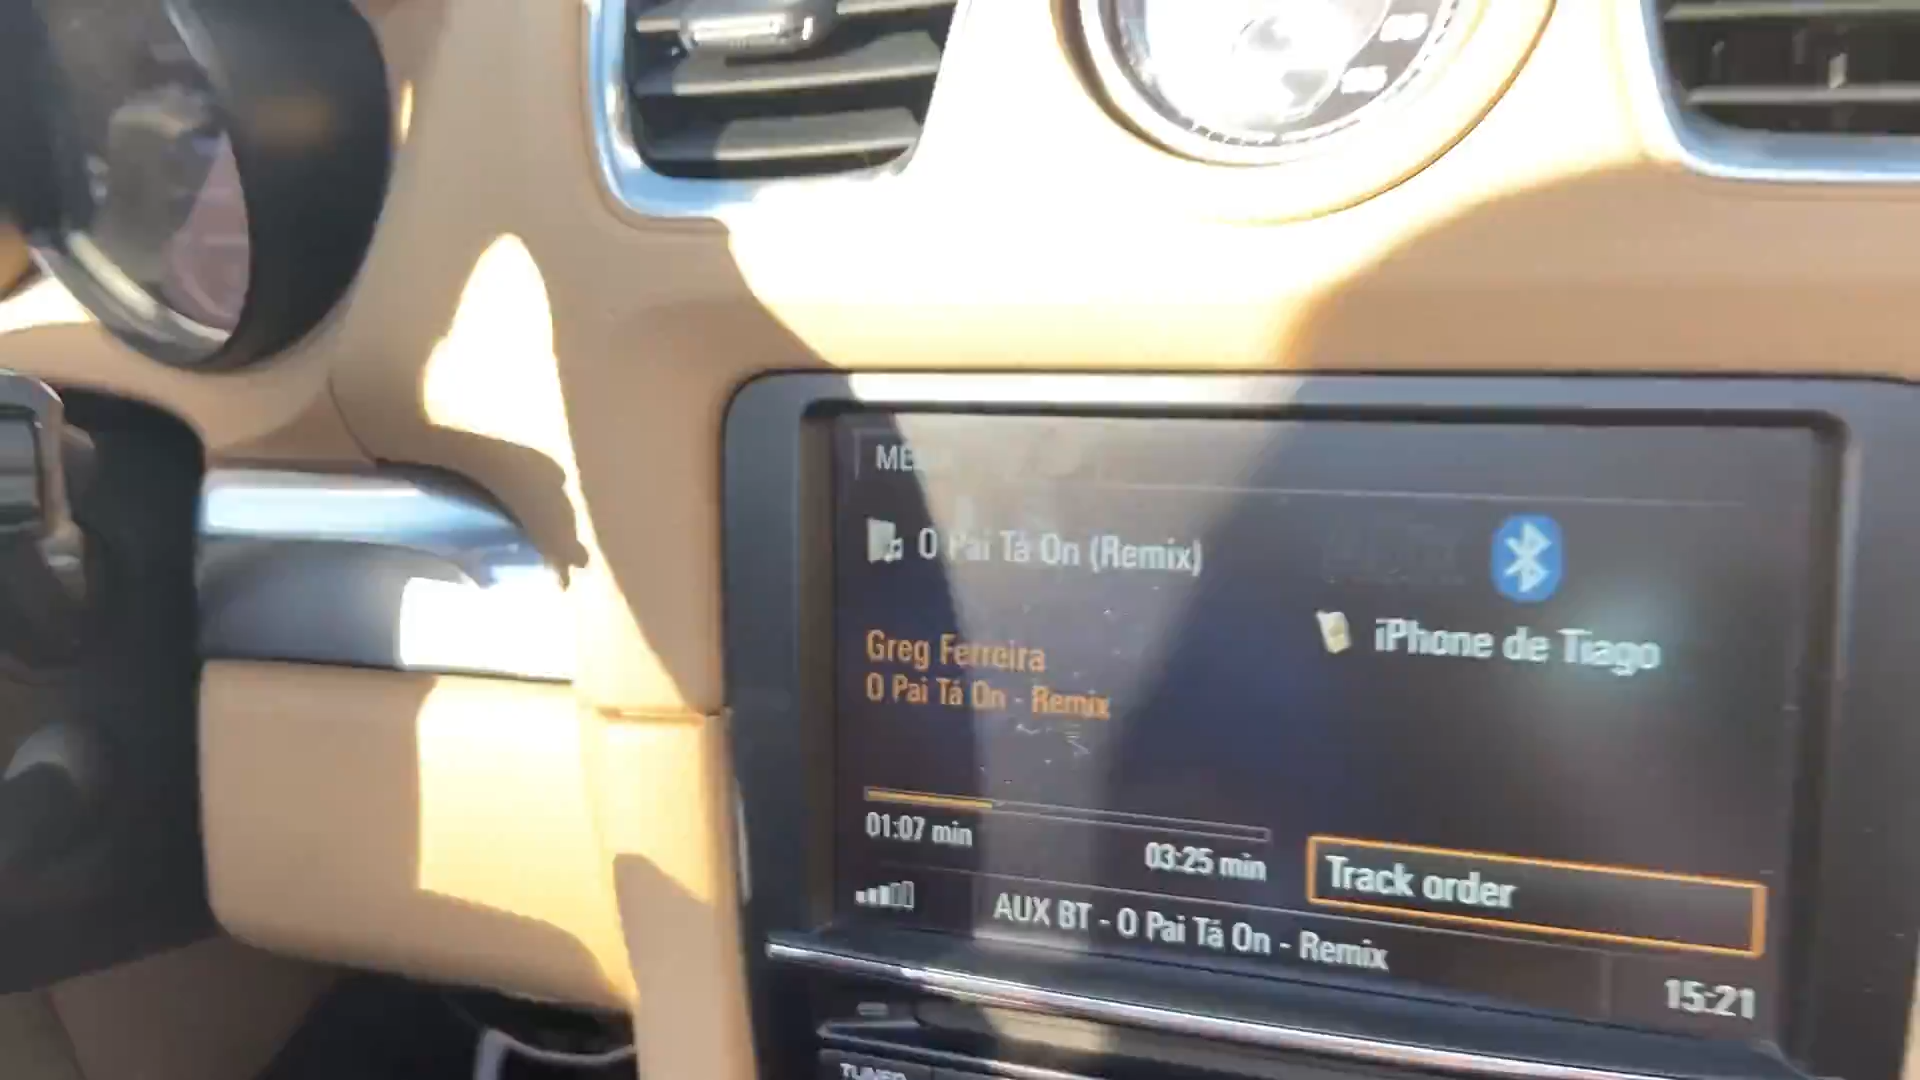 O Pai Tá On (Remix)
iPhone de Tiago
Greg Ferreira
O Pai Tá On - Remix
01:07 min
03:25 min
Track order
AUX BT - O Pai Tá On - Remix
15:21
TUNER